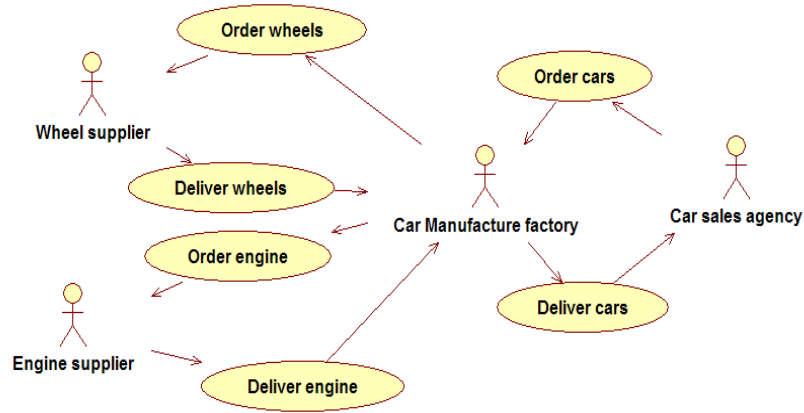 Order wheels
Order cars
Wheel supplier
Deliver wheels
Car Manufacture factory
Car sales agency
Order engine
Deliver cars
Engine supplier
Deliver engine